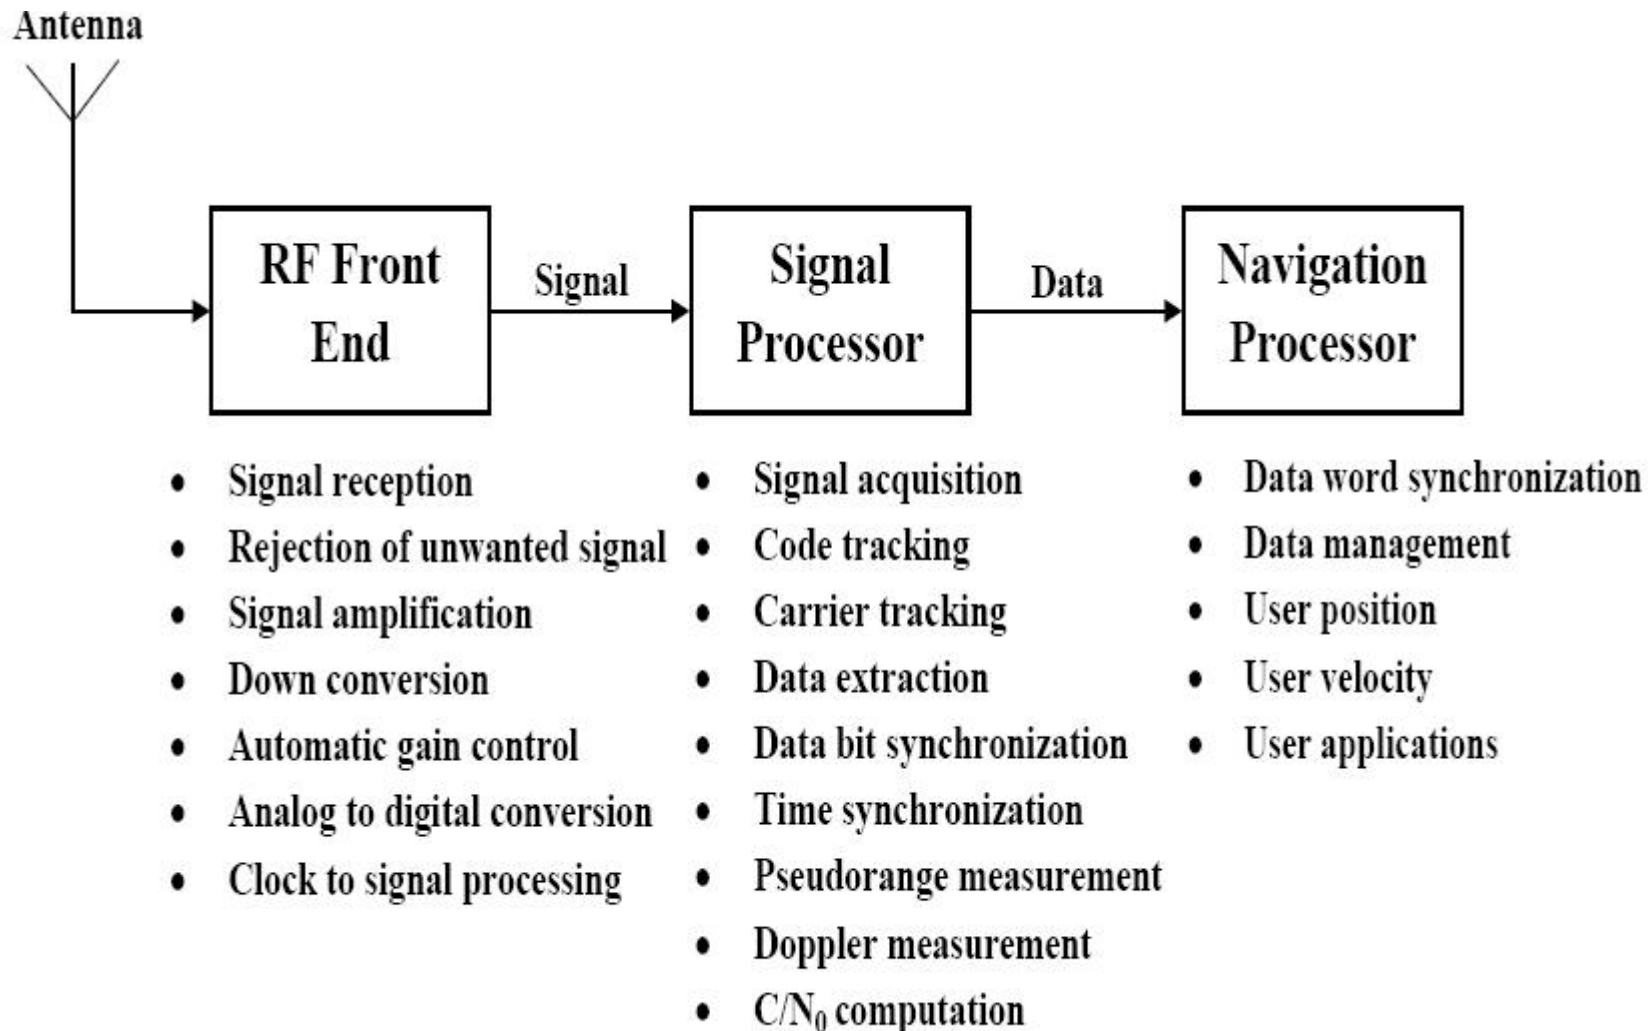 Antenna
RF Front
End
Signal
Signal
Processor
Data
Navigation
Processor
• Signal reception
• Rejection of unwanted signal
• Signal amplification
• Down conversion
• Automatic gain control
• Analog to digital conversion
• Clock to signal processing
• Signal acquisition
• Code tracking
• Carrier tracking
• Data extraction
• Data bit synchronization
• Time synchronization
• Pseudorange measurement
• Doppler measurement
• C/N₀ computation
• Data word synchronization
• Data management
• User position
• User velocity
• User applications